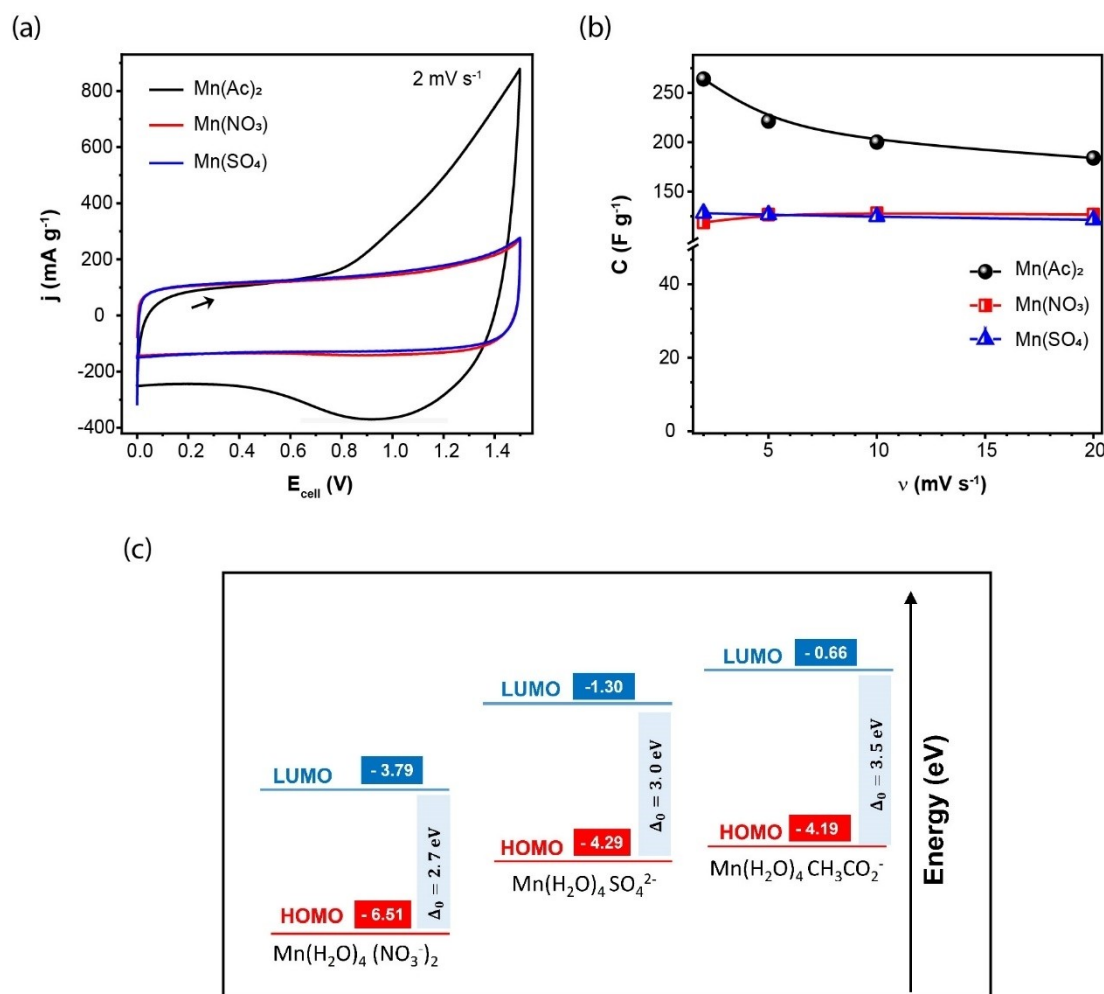 (a)
800
600
400
200
0
-200
-400
j (mA g⁻¹)
2 mV s⁻¹
Mn(Ac)₂
Mn(NO₃)
Mn(SO₄)
0.0 0.2 0.4 0.6 0.8 1.0 1.2 1.4
E_cell (V)
(b)
250
200
150
40
20
0
C (F g⁻¹)
Mn(Ac)₂
Mn(NO₃)
Mn(SO₄)
5 10 15 20
ν (mV s⁻¹)
(c)
LUMO - 3.79
Δ₀ = 2.7 eV
HOMO - 6.51
Mn(H₂O)₄ (NO₃⁻)₂
LUMO -1.30
Δ₀ = 3.0 eV
HOMO - 4.29
Mn(H₂O)₄ SO₄²⁻
LUMO - 0.66
Δ₀ = 3.5 eV
HOMO - 4.19
Mn(H₂O)₄ CH₃CO₂⁻
Energy (eV)